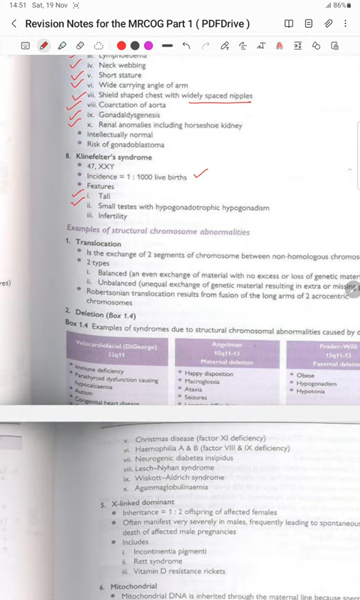 14:51 Sat, 19 Nov
86%
Revision Notes for the MRCOG Part 1 ( PDFDrive )
iii. Lymphoedema
iv. Neck webbing
v. Short stature
vi. Wide carrying angle of arm
vii. Shield shaped chest with widely spaced nipples
viii. Coarctation of aorta
ix. Gonadaldysgenesis
x. Renal anomalies including horseshoe kidney
Intellectually normal
Risk of gonadoblastoma
8. Klinefelter's syndrome
47, XXY
Incidence = 1 : 1000 live births
Features
i. Tall
ii. Small testes with hypogonadotrophic hypogonadism
iii. Infertility
Examples of structural chromosome abnormalities
1. Translocation
Is the exchange of 2 segments of chromosome between non-homologous chromos
2 types
i. Balanced (an even exchange of material with no excess or loss of genetic mater
ii. Unbalanced (unequal exchange of genetic material resulting in extra or missi
Robertsonian translocation results from fusion of the long arms of 2 acrocentric
chromosomes
res)
2. Deletion (Box 1.4)
Box 1.4 Examples of syndromes due to structural chromosomal abnormalities caused by d
Velocardiofacial (DiGeorge)
22q11
Angelman
15q11-13
Maternal deletion
Prader-Willi
15q11-13
Paternal deletio
Immune deficiency
Parathyroid dysfunction causing
hypocalcaemia
Autism
Congenital heart disease
Happy disposition
Macroglossia
Ataxia
Seizures
Obese
Hypogonadism
Hypotonia
v. Christmas disease (factor XI deficiency)
vi. Haemophilia A & B (factor VIII & IX deficiency)
vii. Neurogenic diabetes insipidus
viii. Lesch-Nyhan syndrome
ix. Wiskott-Aldrich syndrome
x. Agammaglobulinaemia
5. X-linked dominant
Inheritance = 1 : 2 offspring of affected females
Often manifest very severely in males, frequently leading to spontaneous
death of affected male pregnancies
Includes
i. Incontinentia pigmenti
ii. Rett syndrome
iii. Vitamin D resistance rickets
6. Mitochondrial
Mitochondrial DNA is inherited through the maternal line because sperm